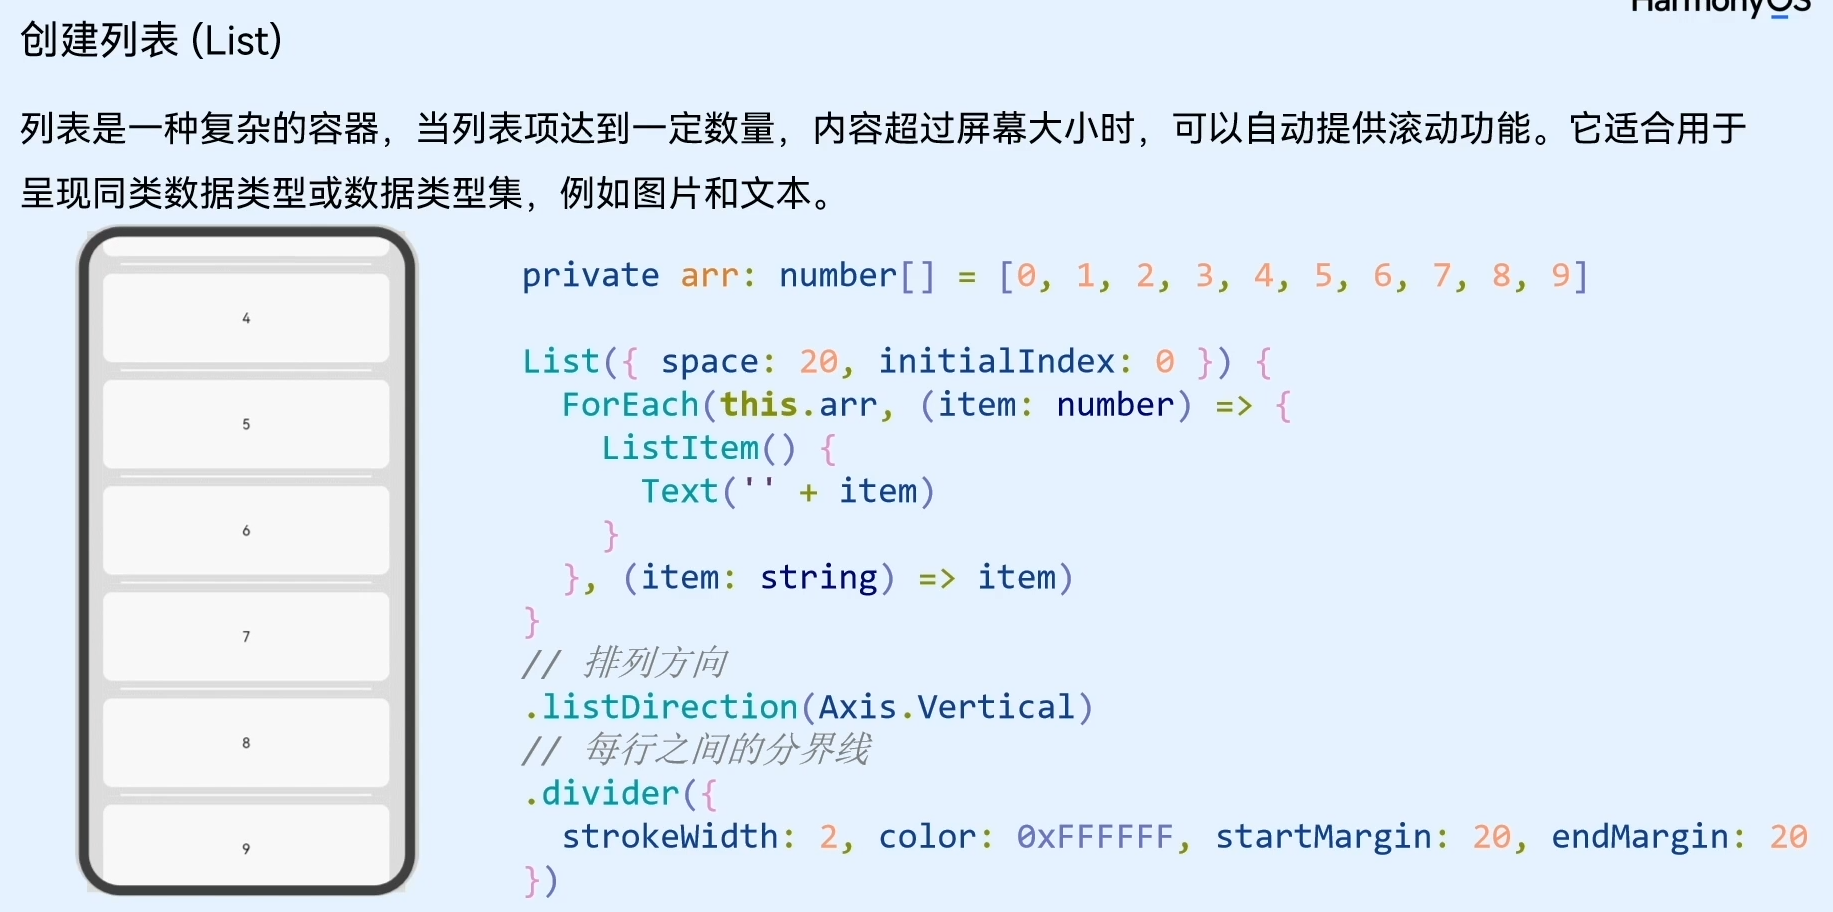 HarmonyOS
创建列表 (List)
列表是一种复杂的容器，当列表项达到一定数量，内容超过屏幕大小时，可以自动提供滚动功能。它适合用于
呈现同类数据类型或数据类型集，例如图片和文本。
4
5
6
7
8
9
private arr: number[] = [0, 1, 2, 3, 4, 5, 6, 7, 8, 9]
List({ space: 20, initialIndex: 0 }) {
  ForEach(this.arr, (item: number) => {
    ListItem() {
      Text('' + item)
    }
  }, (item: string) => item)
}
// 排列方向
.listDirection(Axis.Vertical)
// 每行之间的分界线
.divider({
  strokeWidth: 2, color: 0xFFFFFF, startMargin: 20, endMargin: 20
})